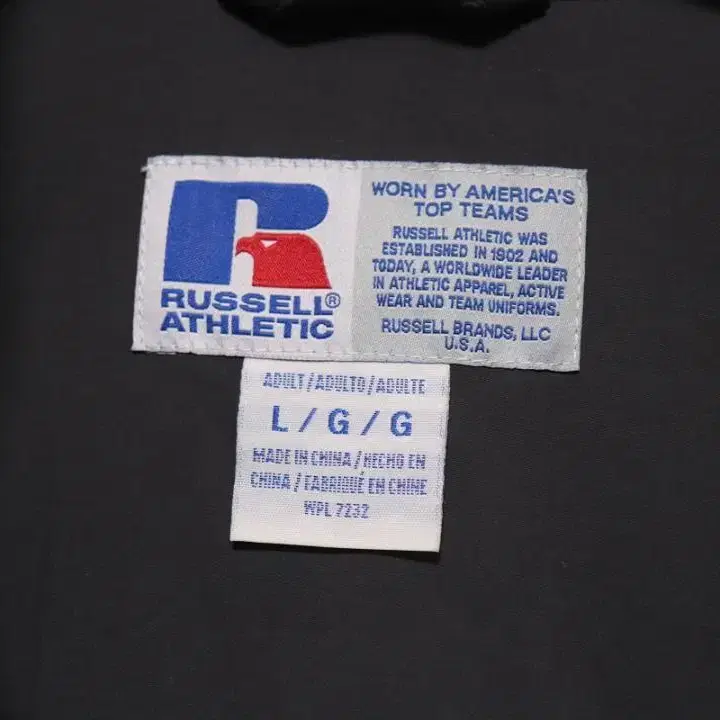 RUSSELL®
ATHLETIC
WORN BY AMERICA'S
TOP TEAMS
RUSSELL ATHLETIC WAS
ESTABLISHED IN 1902 AND
TODAY, A WORLDWIDE LEADER
IN ATHLETIC APPAREL, ACTIVE
WEAR AND TEAM UNIFORMS.
RUSSELL BRANDS, LLC
U.S.A.
ADULT/ADULTO/ADULTE
L/G/G
MADE IN CHINA/HECHO EN
CHINA/FABRIQUÉ EN CHINE
WPL 7232